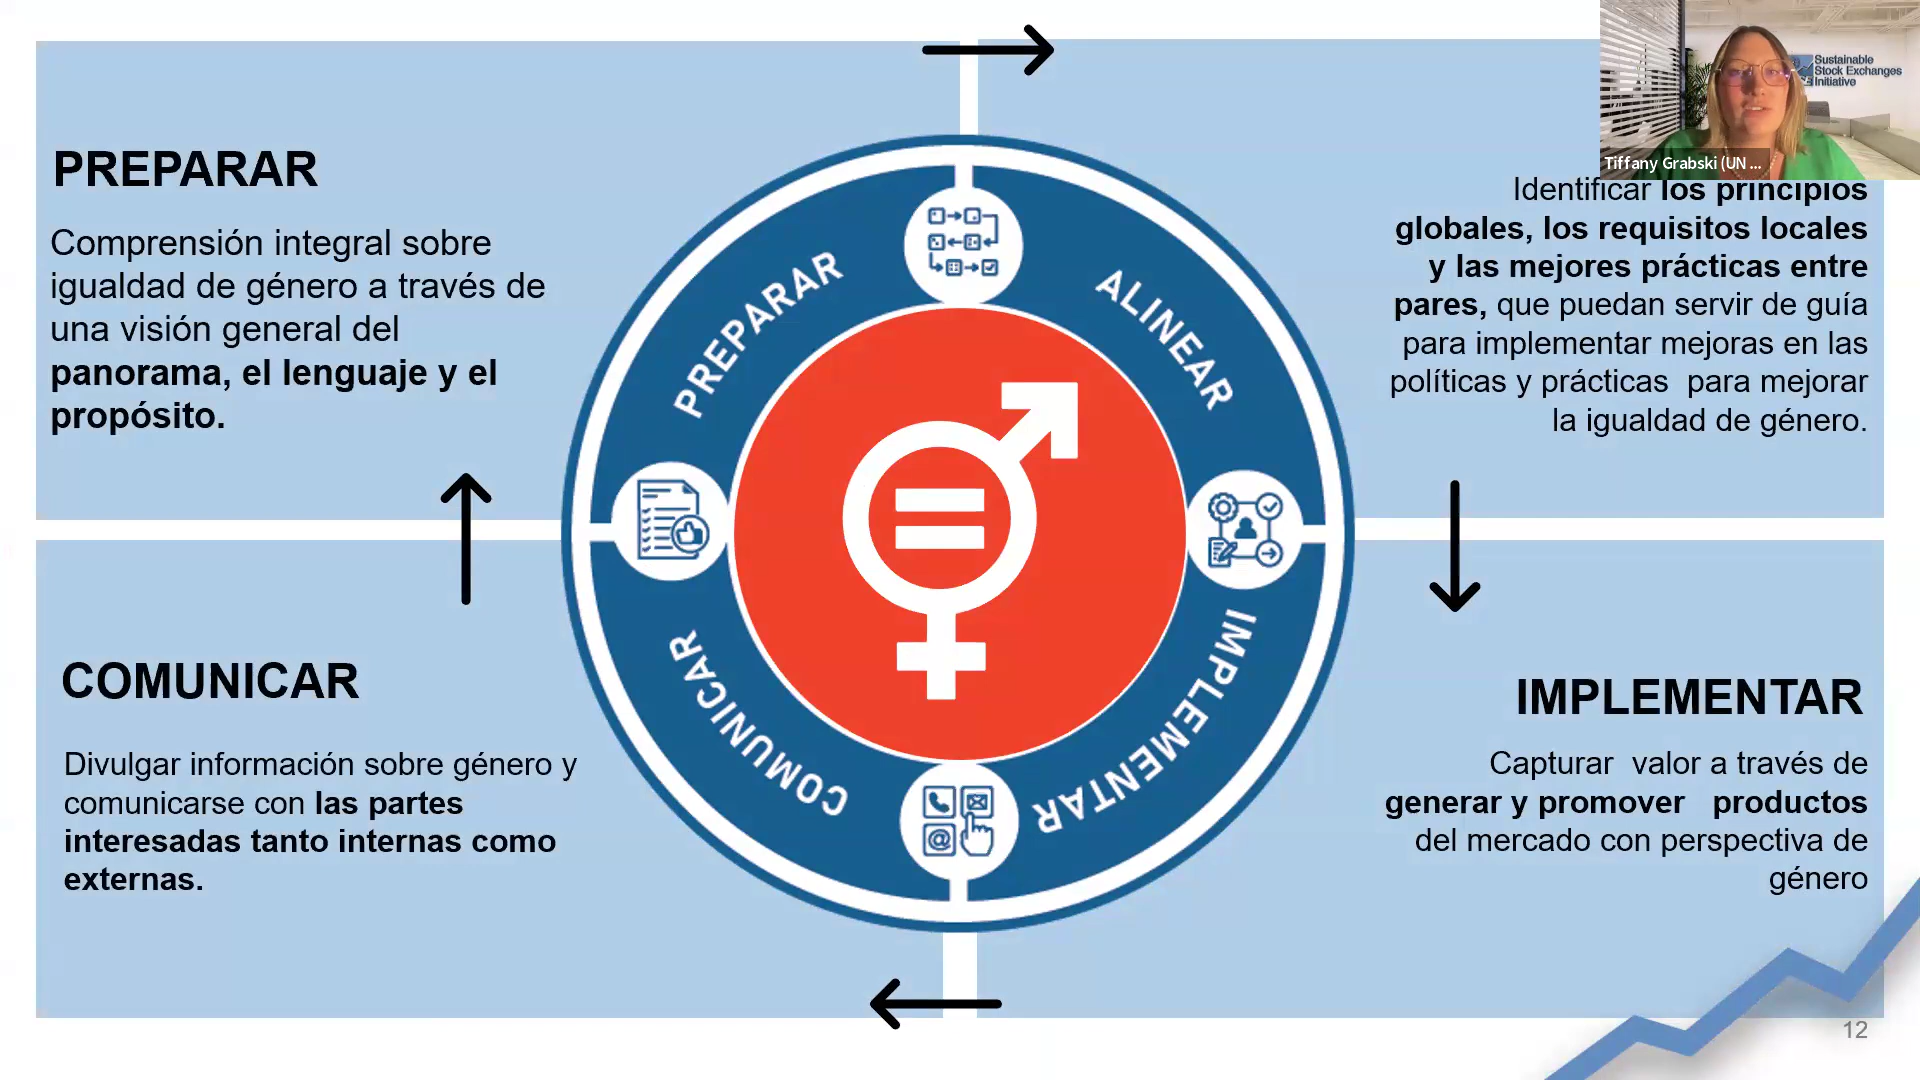 PREPARAR
Comprensión integral sobre
igualdad de género a través de
una visión general del
panorama, el lenguaje y el
propósito.
Sustainable
Stock Exchanges
Initiative
Tiffany Grabski (UN ...
Identificar los principios
globales, los requisitos locales
y las mejores prácticas entre
pares, que puedan servir de guía
para implementar mejoras en las
políticas y prácticas para mejorar
la igualdad de género.
PREPARAR
ALINEAR
IMPLEMENTAR
COMUNICAR
COMUNICAR
Divulgar información sobre género y
comunicarse con las partes
interesadas tanto internas como
externas.
IMPLEMENTAR
Capturar valor a través de
generar y promover productos
del mercado con perspectiva de
género
12